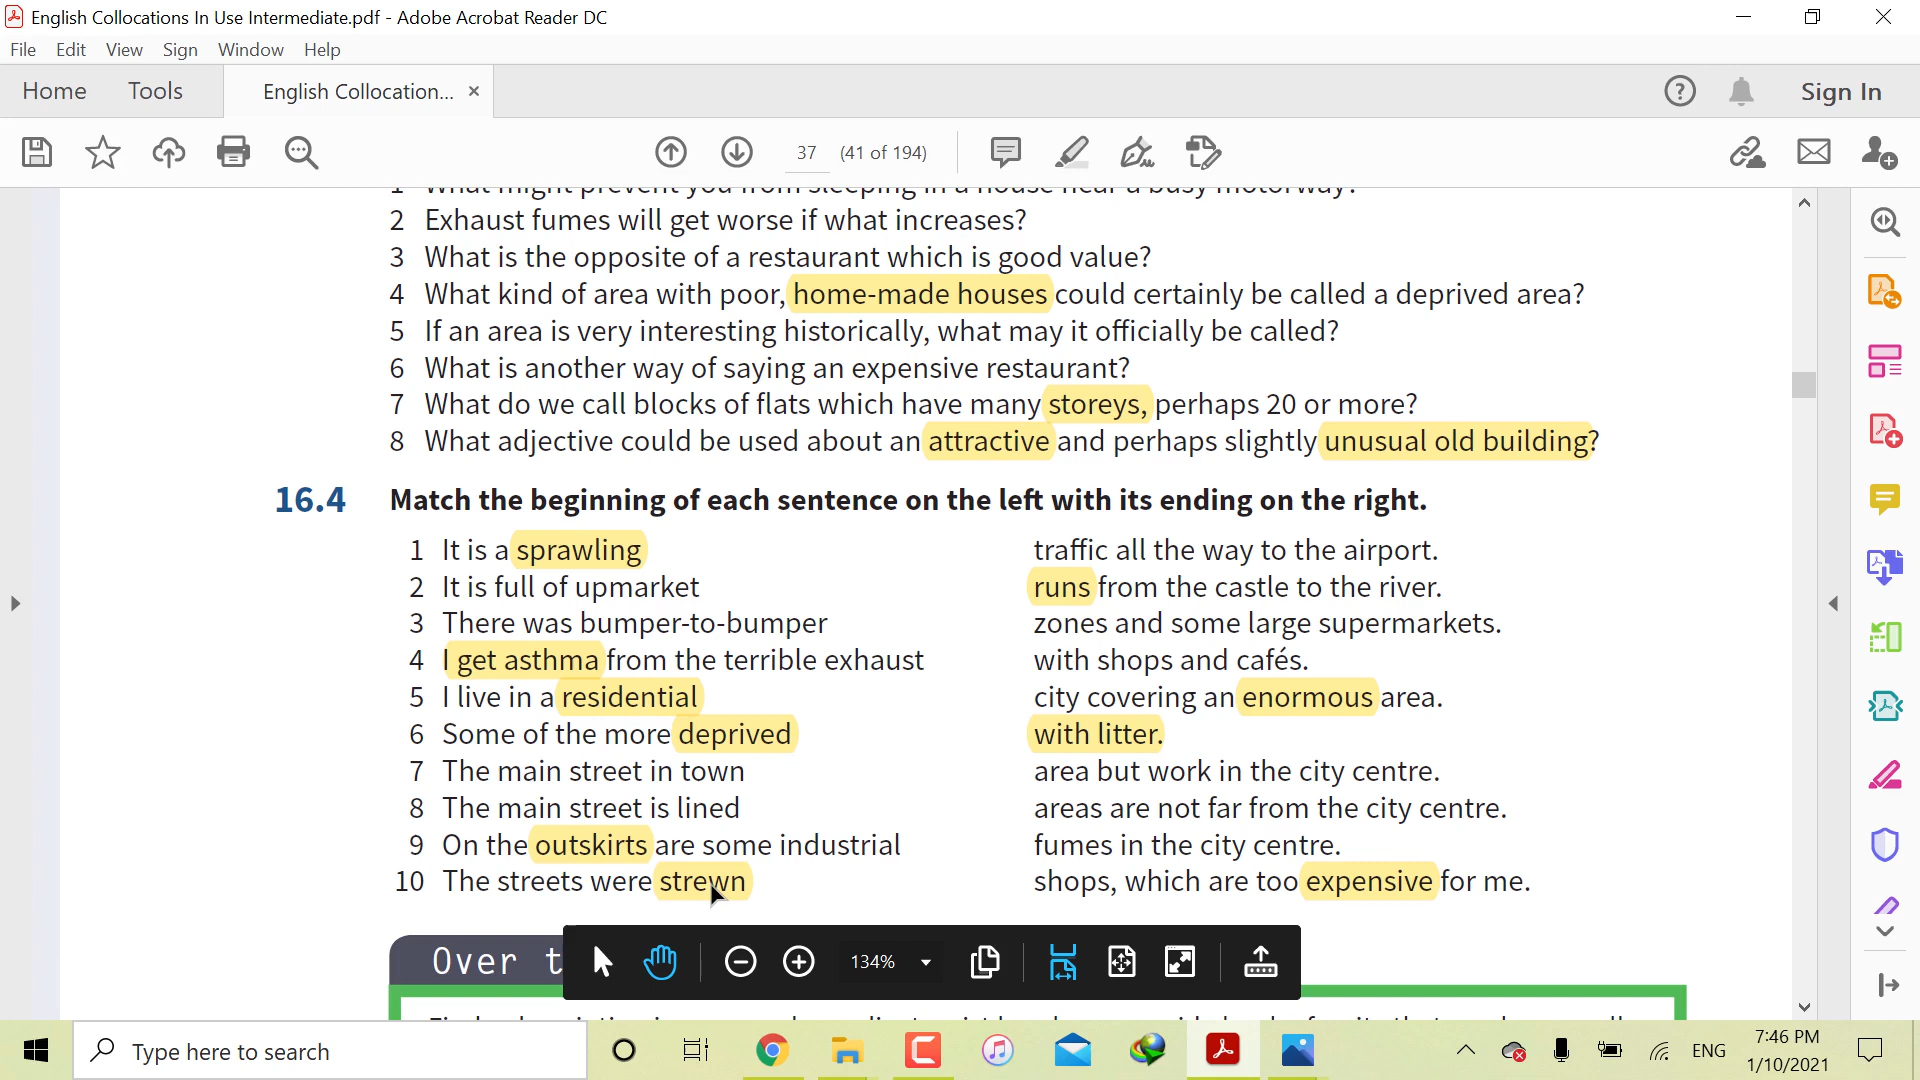 English Collocations In Use Intermediate.pdf - Adobe Acrobat Reader DC
File Edit View Sign Window Help
Home Tools English Collocation... × Sign In
37 (41 of 194)
1 What might prevent you from sleeping in a house near a busy motorway?
2 Exhaust fumes will get worse if what increases?
3 What is the opposite of a restaurant which is good value?
4 What kind of area with poor, home-made houses could certainly be called a deprived area?
5 If an area is very interesting historically, what may it officially be called?
6 What is another way of saying an expensive restaurant?
7 What do we call blocks of flats which have many storeys, perhaps 20 or more?
8 What adjective could be used about an attractive and perhaps slightly unusual old building?
16.4 Match the beginning of each sentence on the left with its ending on the right.
1 It is a sprawling traffic all the way to the airport.
2 It is full of upmarket runs from the castle to the river.
3 There was bumper-to-bumper zones and some large supermarkets.
4 I get asthma from the terrible exhaust with shops and cafés.
5 I live in a residential city covering an enormous area.
6 Some of the more deprived with litter.
7 The main street in town area but work in the city centre.
8 The main street is lined areas are not far from the city centre.
9 On the outskirts are some industrial fumes in the city centre.
10 The streets were strewn shops, which are too expensive for me.
Over t
134%
Type here to search
ENG
7:46 PM
1/10/2021